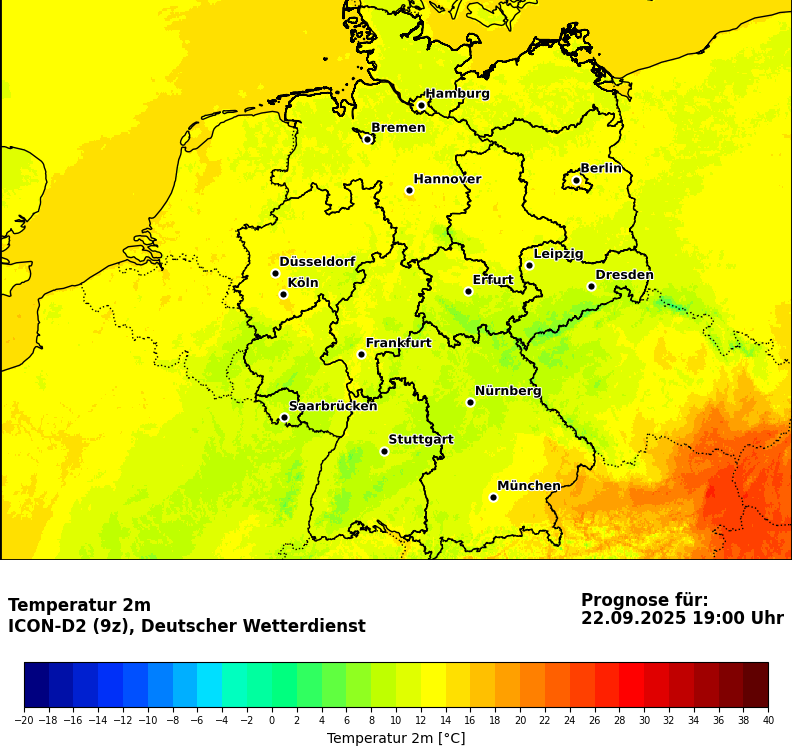 Hamburg
Bremen
Berlin
Hannover
Leipzig
Düsseldorf
Dresden
Köln
Erfurt
Frankfurt
Nürnberg
Saarbrücken
Stuttgart
München
Temperatur 2m
ICON-D2 (9z), Deutscher Wetterdienst
Prognose für:
22.09.2025 19:00 Uhr
−20 −18 −16 −14 −12 −10 −8 −6 −4 −2 0 2 4 6 8 10 12 14 16 18 20 22 24 26 28 30 32 34 36 38 40
Temperatur 2m [°C]